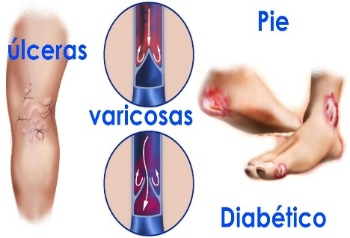 úlceras
varicosas
Pie
Diabético